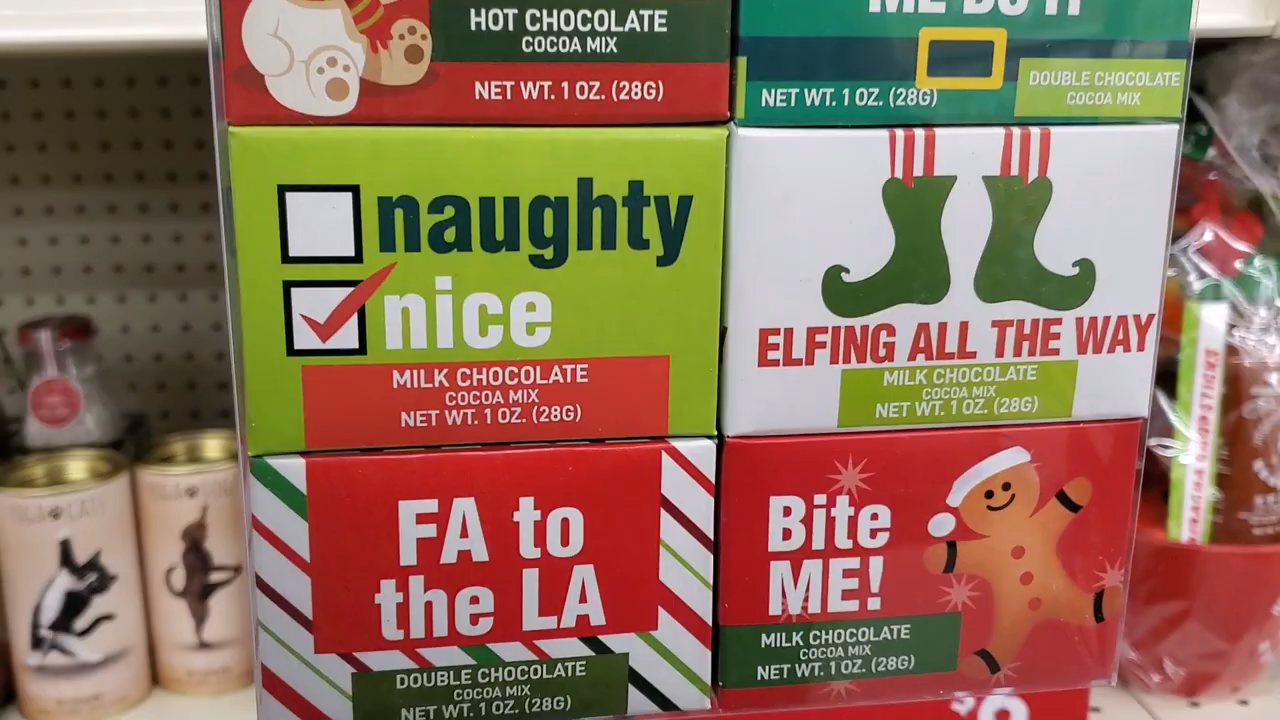 HOT CHOCOLATE
COCOA MIX
NET WT. 1 OZ. (28G)
ME DO IT
NET WT. 1 OZ. (28G)
DOUBLE CHOCOLATE
COCOA MIX
naughty
nice
MILK CHOCOLATE
COCOA MIX
NET WT. 1 OZ. (28G)
ELFING ALL THE WAY
MILK CHOCOLATE
COCOA MIX
NET WT. 1 OZ. (28G)
FA to
the LA
DOUBLE CHOCOLATE
COCOA MIX
NET WT. 1 OZ. (28G)
Bite
ME!
MILK CHOCOLATE
COCOA MIX
NET WT. 1 OZ. (28G)